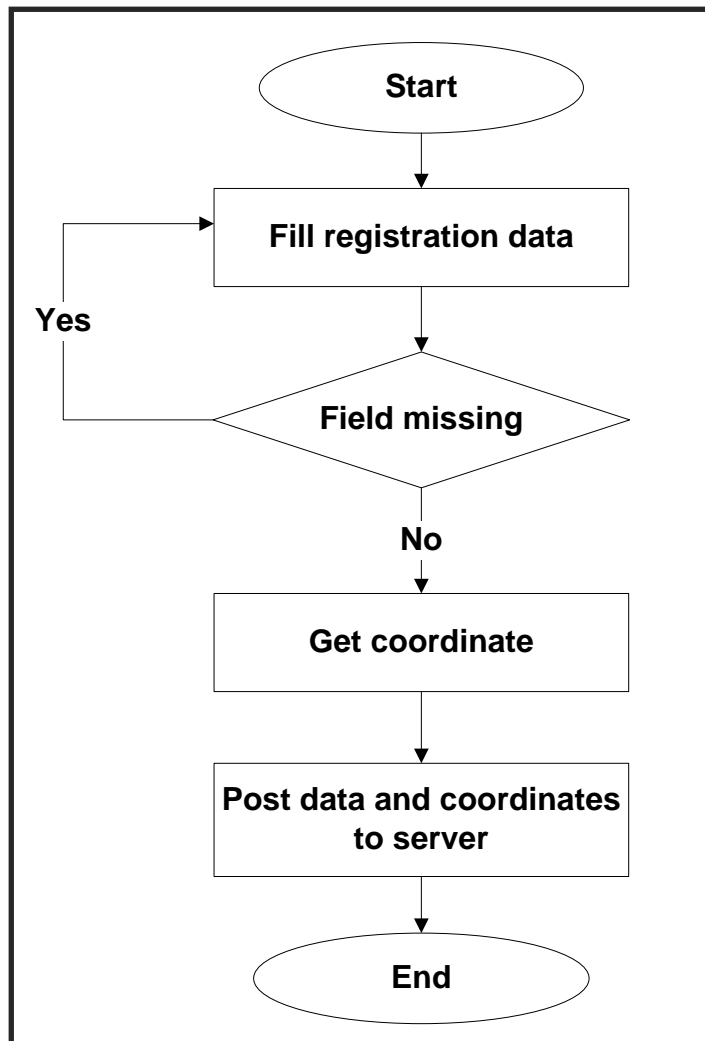 Start
Fill registration data
Yes
Field missing
No
Get coordinate
Post data and coordinates
to server
End